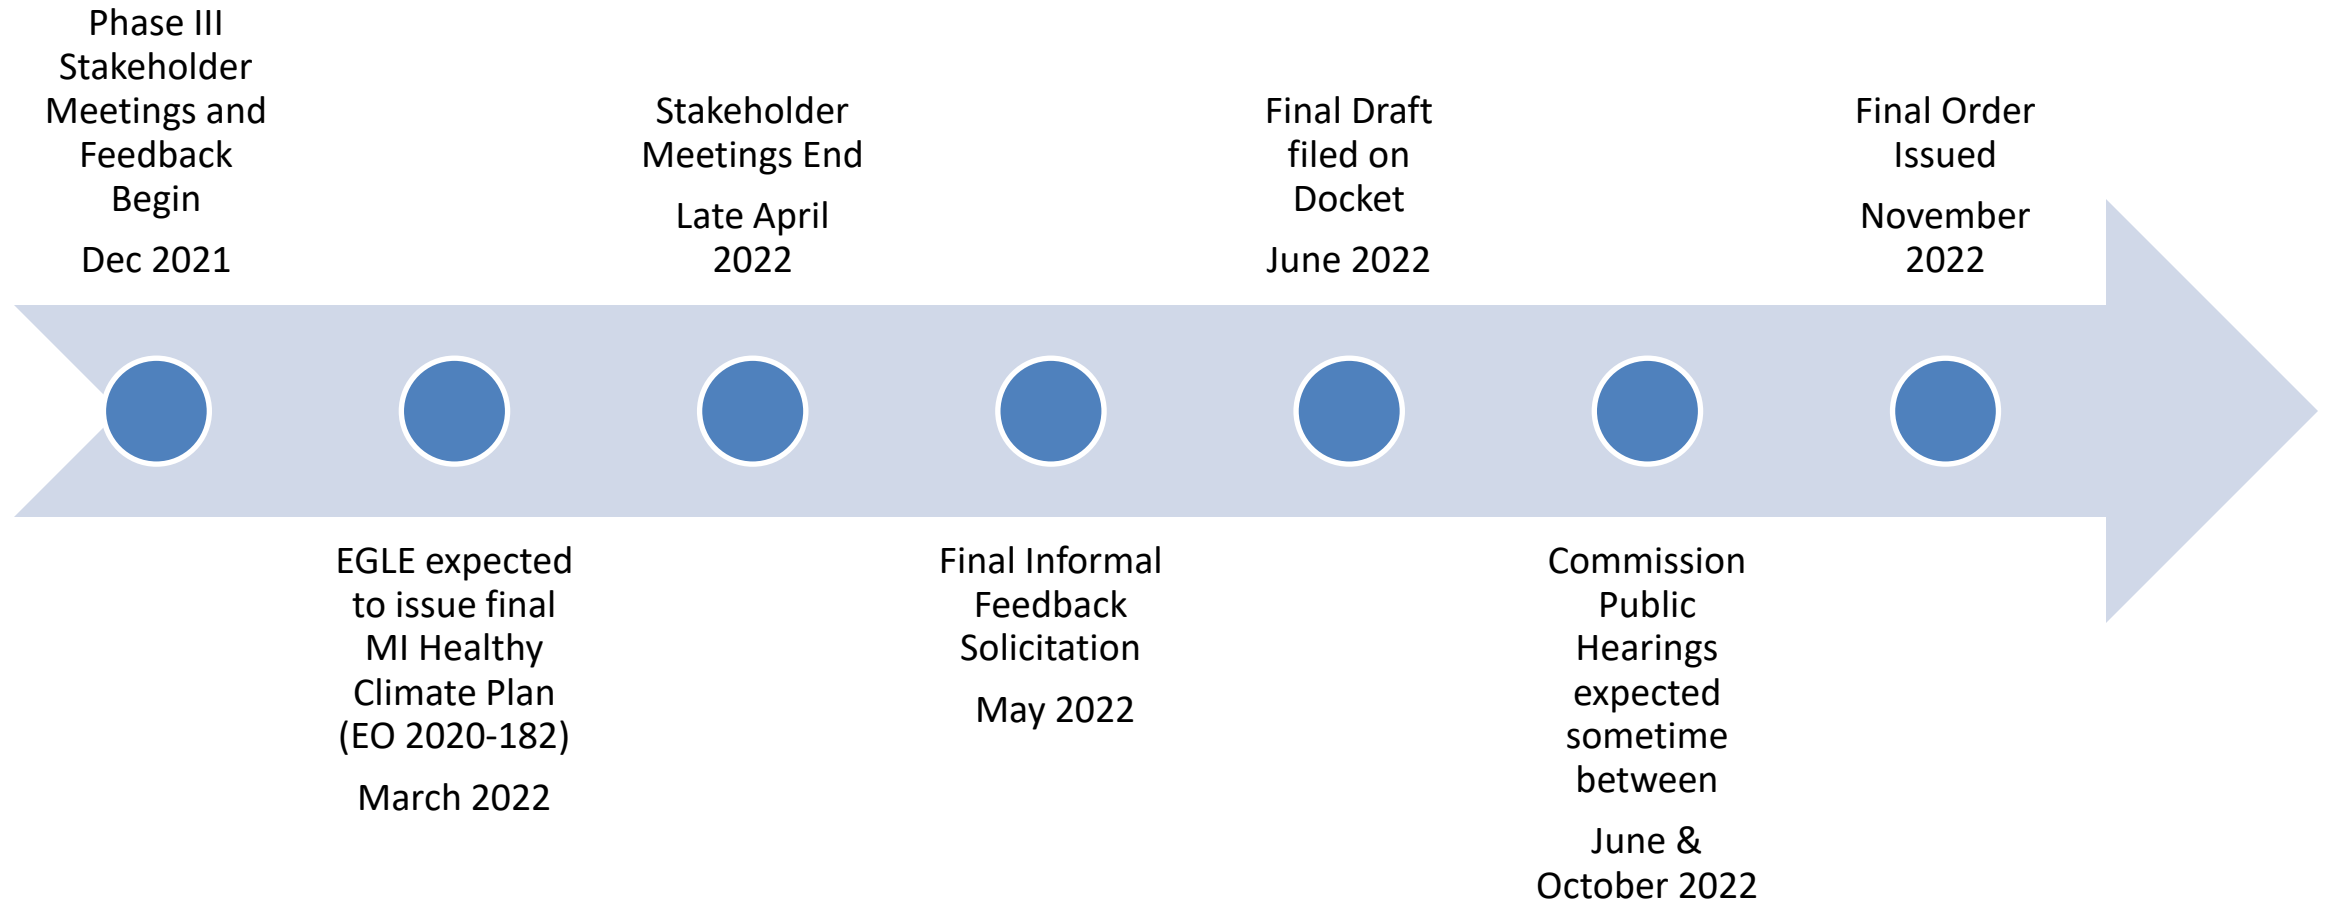 Phase III
Stakeholder
Meetings and
Feedback
Begin
Dec 2021
EGLE expected
to issue final
MI Healthy
Climate Plan
(EO 2020-182)
March 2022
Stakeholder
Meetings End
Late April
2022
Final Informal
Feedback
Solicitation
May 2022
Final Draft
filed on
Docket
June 2022
Commission
Public
Hearings
expected
sometime
between
June &
October 2022
Final Order
Issued
November
2022